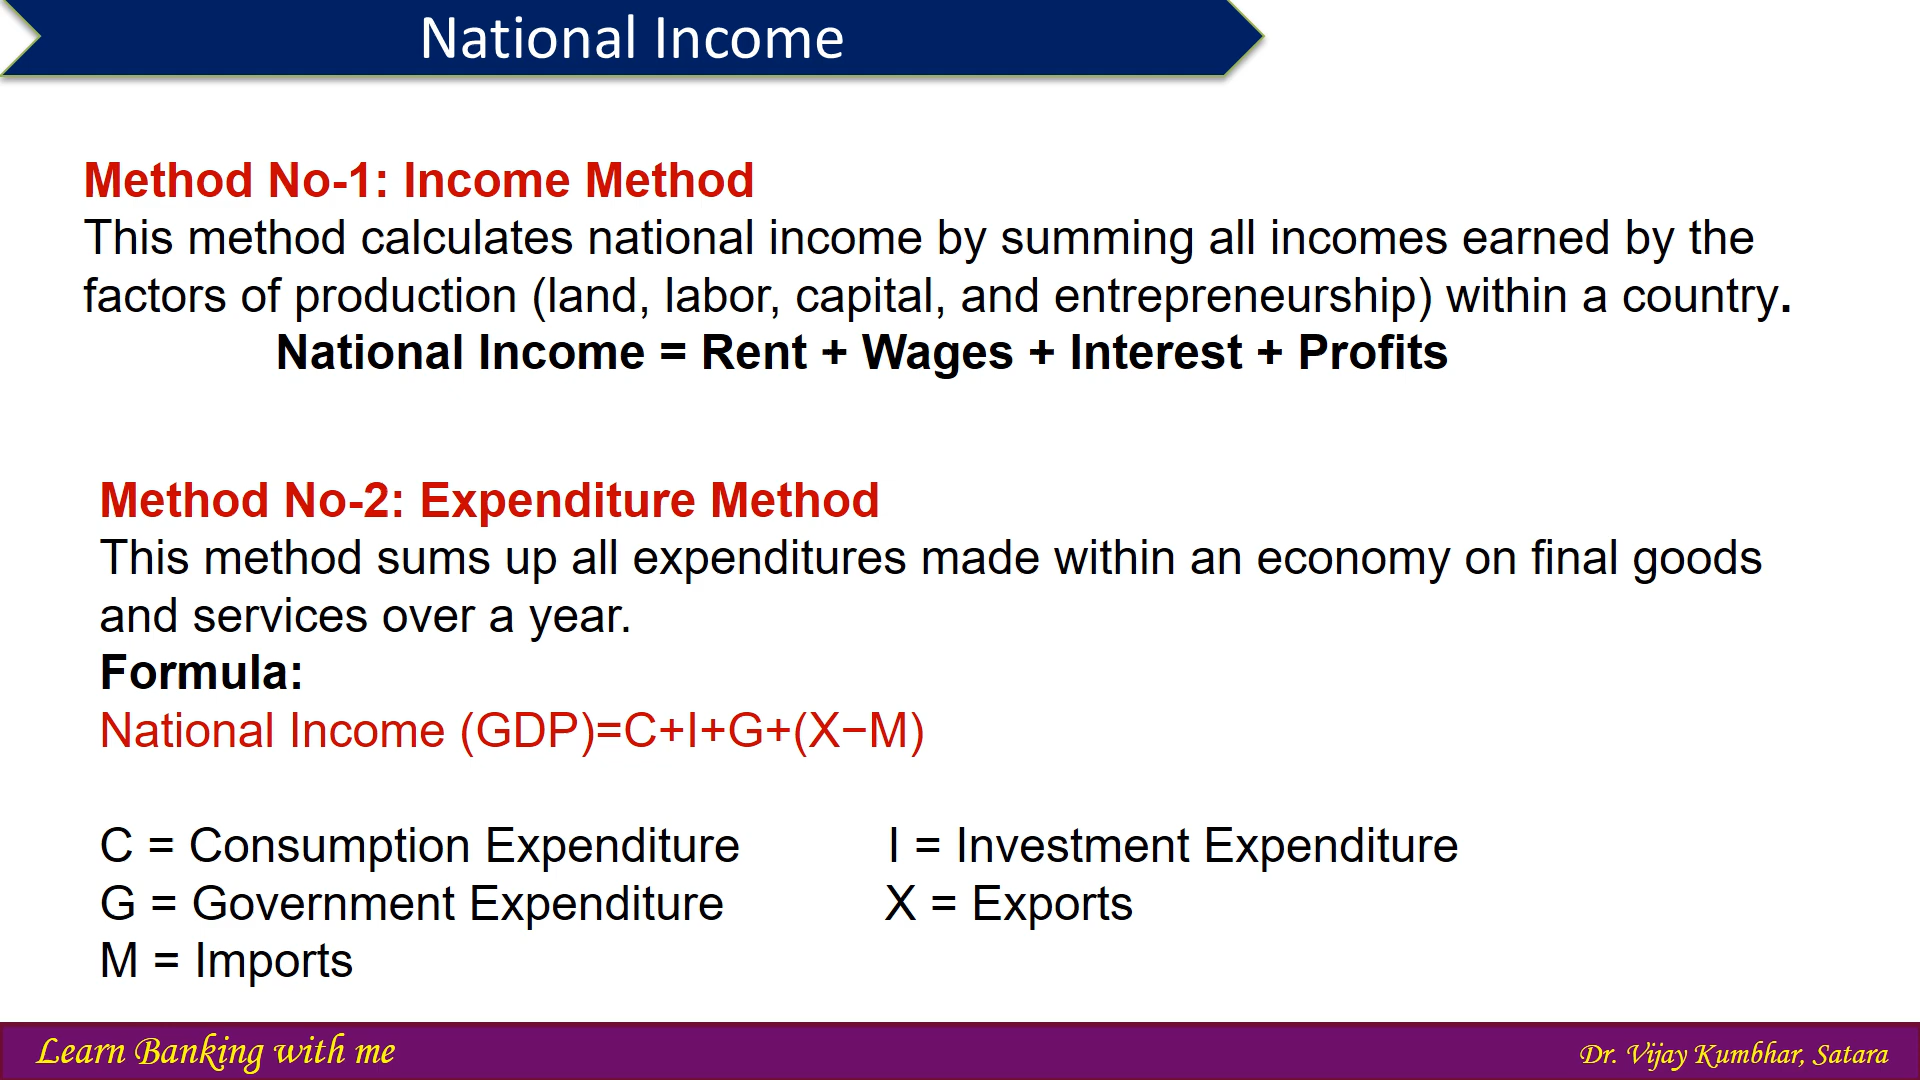 National Income
Method No-1: Income Method
This method calculates national income by summing all incomes earned by the
factors of production (land, labor, capital, and entrepreneurship) within a country.
National Income = Rent + Wages + Interest + Profits
Method No-2: Expenditure Method
This method sums up all expenditures made within an economy on final goods
and services over a year.
Formula:
National Income (GDP)=C+I+G+(X−M)
C = Consumption Expenditure I = Investment Expenditure
G = Government Expenditure X = Exports
M = Imports
Learn Banking with me Dr. Vijay Kumbhar, Satara